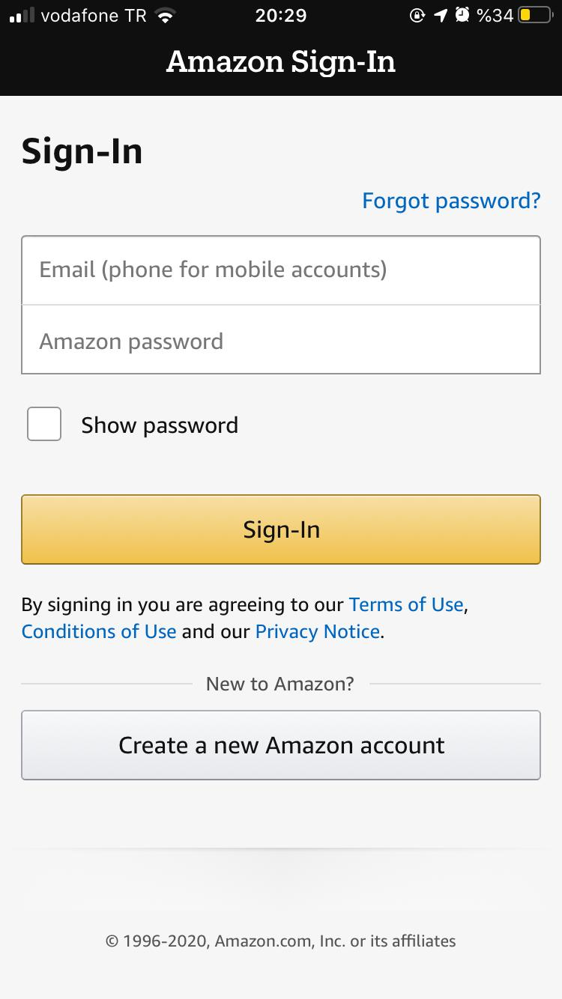 vodafone TR 20:29 %34
Amazon Sign-In
Sign-In
Forgot password?
Email (phone for mobile accounts)
Amazon password
Show password
Sign-In
By signing in you are agreeing to our Terms of Use,
Conditions of Use and our Privacy Notice.
New to Amazon?
Create a new Amazon account
© 1996-2020, Amazon.com, Inc. or its affiliates